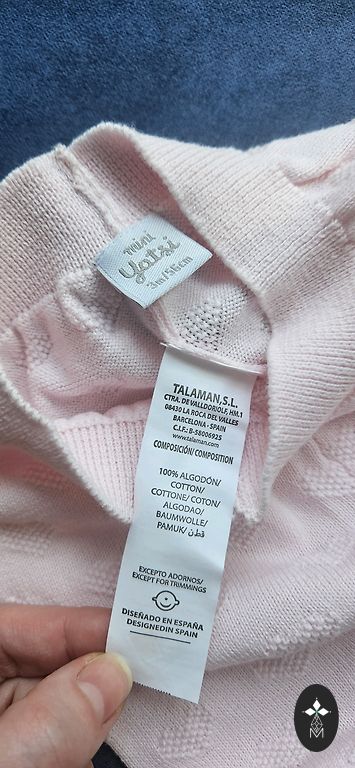 mini
yatsi
3m/56cm
TALAMAN, S.L.
CTRA. DE VALLDORIOLF, HM.1
08430 LA ROCA DEL VALLES
BARCELONA - SPAIN
C.I.F.: B-58006925
www.talaman.com
COMPOSICIÓN/COMPOSITION
100% ALGODÓN/
COTTON/
COTTONE/ COTON/
ALGODAO/
BAUMWOLLE/
PAMUK/ قطن
EXCEPTO ADORNOS/
EXCEPT FOR TRIMMINGS
DISEÑADO EN ESPAÑA
DESIGNEDIN SPAIN
M